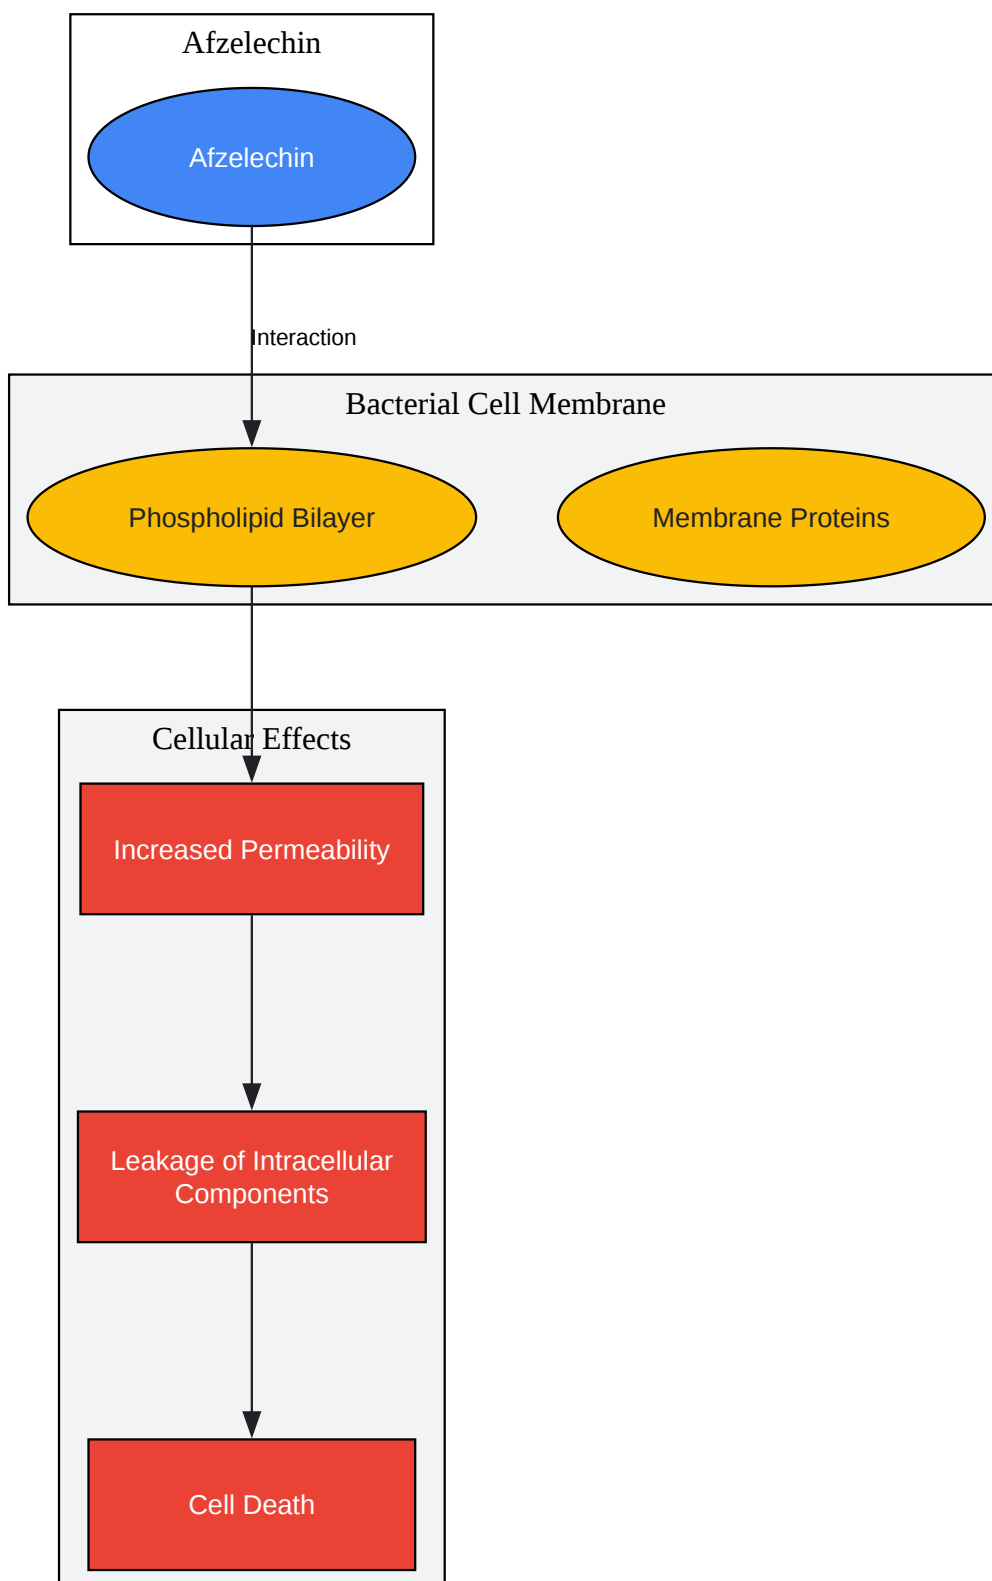 Afzelechin
Afzelechin
Interaction
Bacterial Cell Membrane
Phospholipid Bilayer
Membrane Proteins
Cellular Effects
Increased Permeability
Leakage of Intracellular
Components
Cell Death